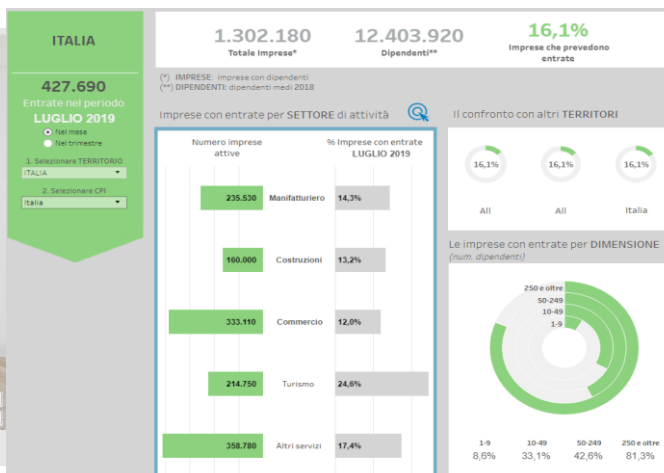 ITALIA
1.302.180
Totale Imprese*
12.403.920
Dipendenti**
16,1%
Imprese che prevedono
entrate
427.690
Entrate nel periodo
LUGLIO 2019
Nel mese
Nel trimestre
1. Selezionare TERRITORIO
ITALIA
2. Selezionare CPI
Italia
(*) IMPRESE: imprese con dipendenti
(**) DIPENDENTI: dipendenti medi 2018
Imprese con entrate per SETTORE di attività
Numero imprese
attive
% Imprese con entrate
LUGLIO 2019
235.530 Manifatturiero 14,3%
160.000 Costruzioni 13,2%
333.110 Commercio 12,0%
214.750 Turismo 24,6%
358.780 Altri servizi 17,4%
Il confronto con altri TERRITORI
16,1% 16,1% 16,1%
All All Italia
Le imprese con entrate per DIMENSIONE
(num. dipendenti)
250 e oltre
50-249
10-49
1-9
1-9 10-49 50-249 250 e oltre
8,6% 33,1% 42,6% 81,3%